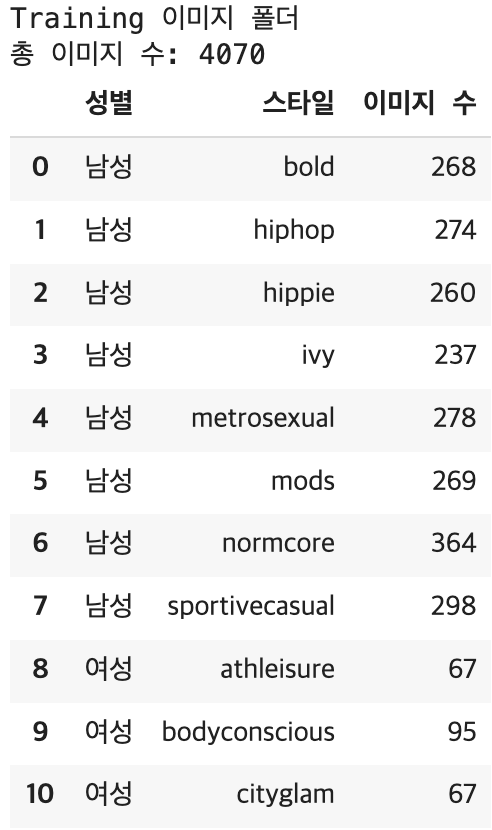 Training 이미지 폴더
총 이미지 수: 4070
성별 스타일 이미지 수
0 남성 bold 268
1 남성 hiphop 274
2 남성 hippie 260
3 남성 ivy 237
4 남성 metrosexual 278
5 남성 mods 269
6 남성 normcore 364
7 남성 sportivecasual 298
8 여성 athleisure 67
9 여성 bodyconscious 95
10 여성 cityglam 67